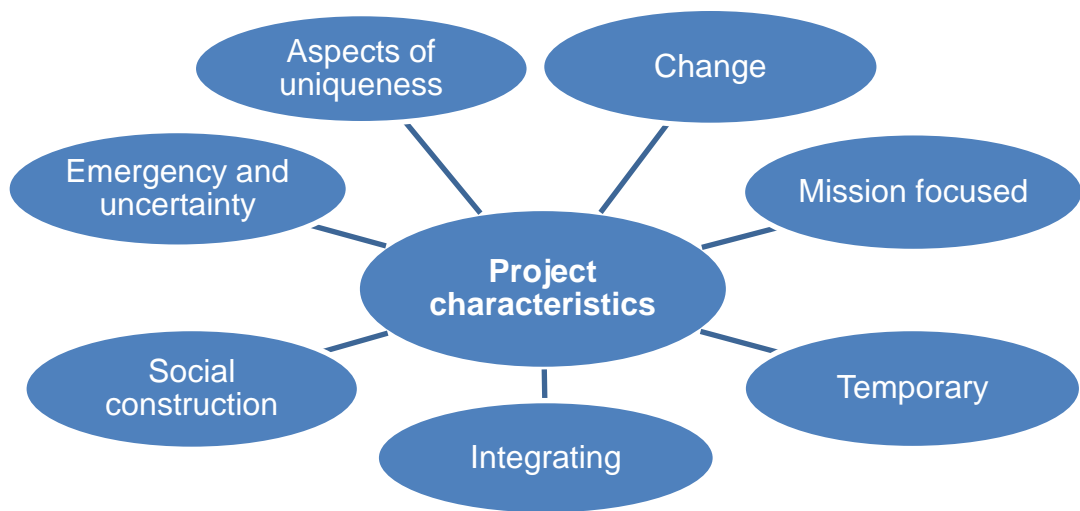 Aspects of
uniqueness
Change
Emergency and
uncertainty
Mission focused
Project
characteristics
Social
construction
Temporary
Integrating